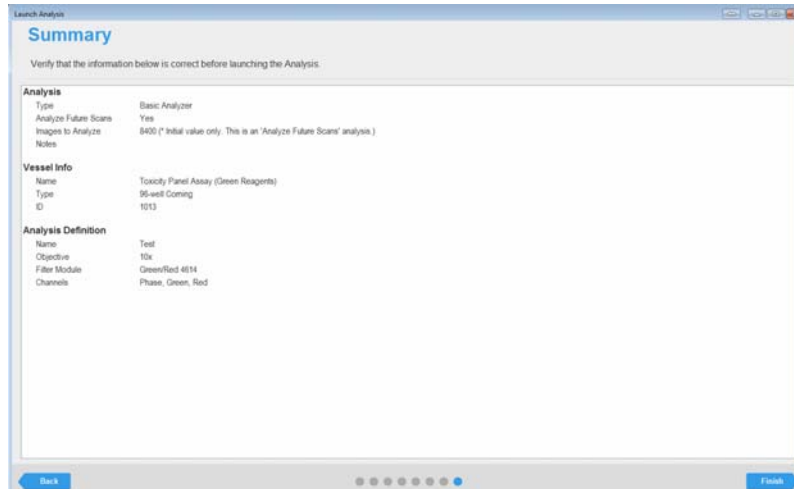 Launch Analysis
Summary
Verify that the information below is correct before launching the Analysis.
Analysis
Type Basic Analyzer
Analyze Future Scans Yes
Images to Analyze 8400 (* Initial value only. This is an 'Analyze Future Scans' analysis.)
Notes
Vessel Info
Name Toxicity Panel Assay (Green Reagents)
Type 96-well Corning
ID 1013
Analysis Definition
Name Test
Objective 10x
Filter Module Green/Red 4614
Channels Phase, Green, Red
Back Finish